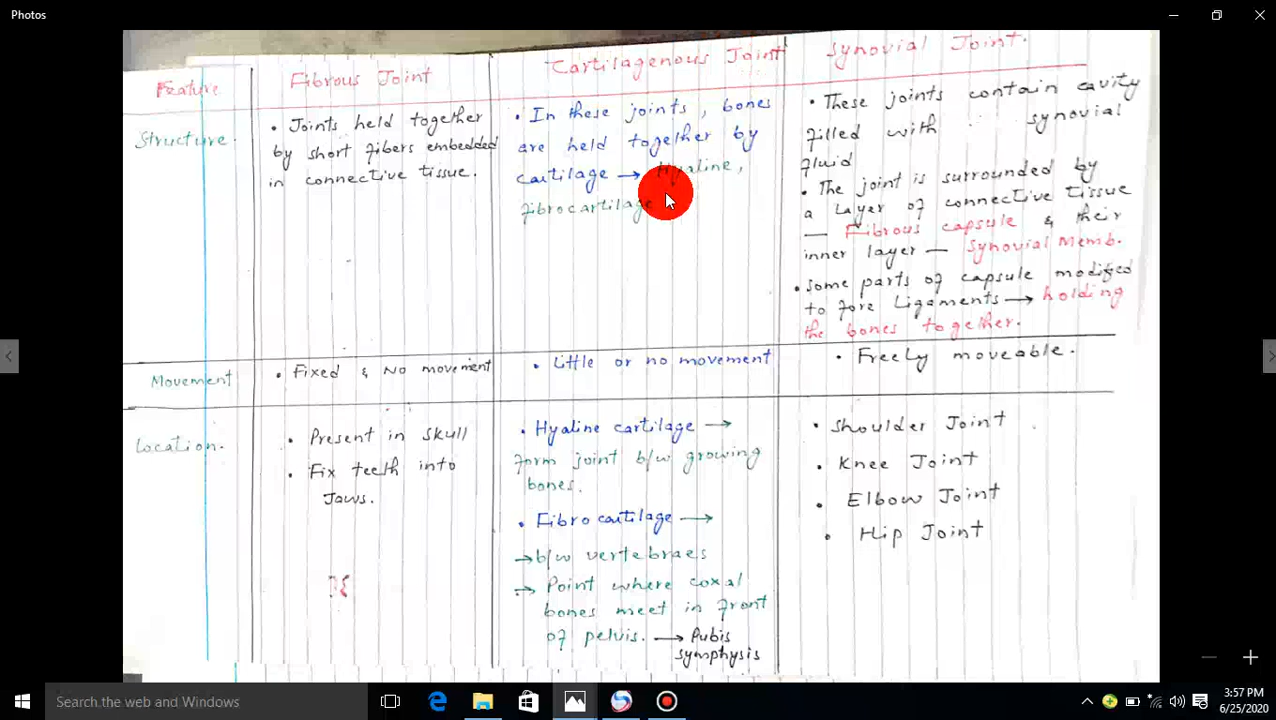 Photos
Feature
Fibrous Joint
Cartilagenous Joint
Synovial Joint.
Structure.
• Joints held together
by short fibers embedded
in connective tissue.
• In these joints, bones
are held together by
cartilage → Hyaline,
fibrocartilage
• These joints contain cavity
filled with synovial
fluid
• The joint is surrounded by
a layer of connective tissue
— Fibrous capsule & their
inner layer — Synovial Memb.
• some parts of capsule modified
to fore Ligaments → holding
the bones together.
Movement
• Fixed & No movement
• Little or no movement
• Freely moveable.
Location.
• Present in skull
• Fix teeth into
Jaws.
• Hyaline cartilage →
form joint b/w growing
bones.
• Fibro cartilage →
→ b/w vertebraes
→ Point where coxal
bones meet in front
of pelvis. → Pubis
symphysis
• Shoulder Joint
• Knee Joint
• Elbow Joint
• Hip Joint
Search the web and Windows
3:57 PM
6/25/2020